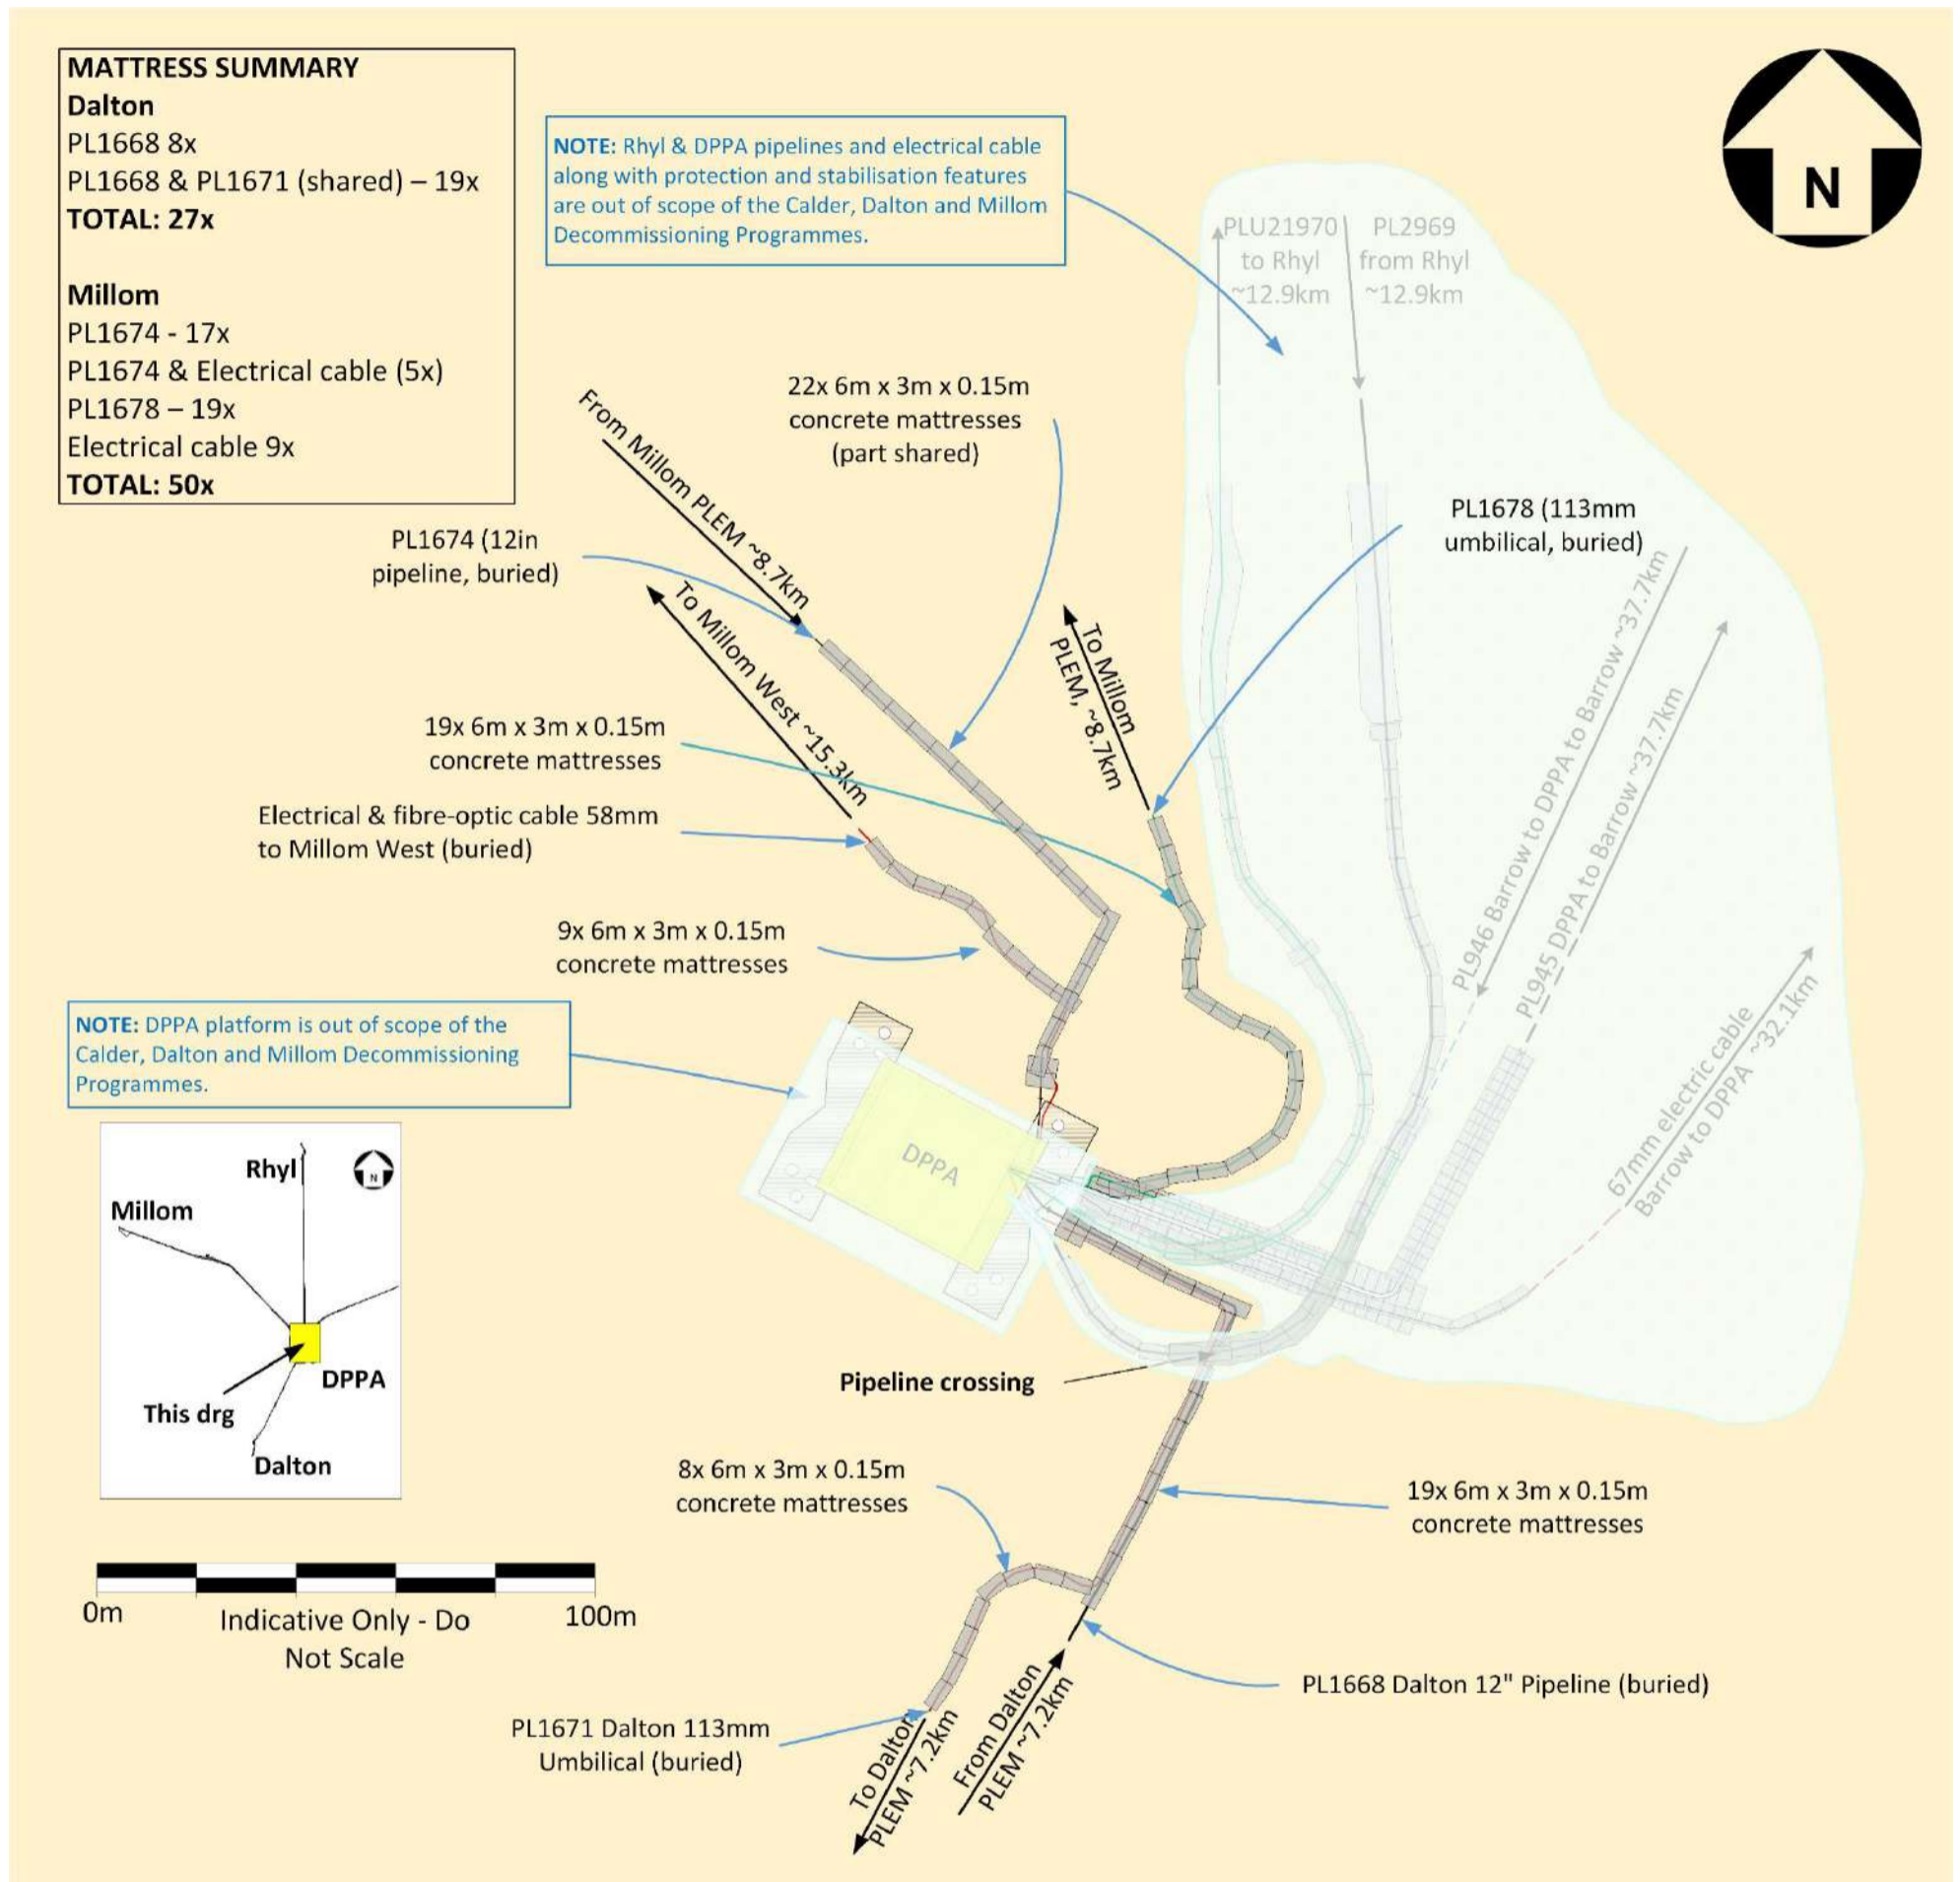 MATTRESS SUMMARY
Dalton
PL1668 8x
PL1668 & PL1671 (shared) – 19x
TOTAL: 27x
Millom
PL1674 - 17x
PL1674 & Electrical cable (5x)
PL1678 – 19x
Electrical cable 9x
TOTAL: 50x
NOTE: Rhyl & DPPA pipelines and electrical cable
along with protection and stabilisation features
are out of scope of the Calder, Dalton and Millom
Decommissioning Programmes.
N
PLU21970
to Rhyl
~12.9km
PL2969
from Rhyl
~12.9km
22x 6m x 3m x 0.15m
concrete mattresses
(part shared)
From Millom PLEM ~8.7km
PL1674 (12in
pipeline, buried)
To Millom West ~15.3km
To Millom
PLEM, ~8.7km
PL1678 (113mm
umbilical, buried)
19x 6m x 3m x 0.15m
concrete mattresses
Electrical & fibre-optic cable 58mm
to Millom West (buried)
9x 6m x 3m x 0.15m
concrete mattresses
PL946 Barrow to DPPA to Barrow ~37.7km
PL945 DPPA to Barrow ~37.7km
67mm electric cable
Barrow to DPPA ~32.1km
NOTE: DPPA platform is out of scope of the
Calder, Dalton and Millom Decommissioning
Programmes.
DPPA
Rhyl
N
Millom
DPPA
This drg
Dalton
Pipeline crossing
8x 6m x 3m x 0.15m
concrete mattresses
19x 6m x 3m x 0.15m
concrete mattresses
0m
100m
Indicative Only - Do
Not Scale
PL1668 Dalton 12" Pipeline (buried)
PL1671 Dalton 113mm
Umbilical (buried)
To Dalton
PLEM ~7.2km
From Dalton
PLEM ~7.2km